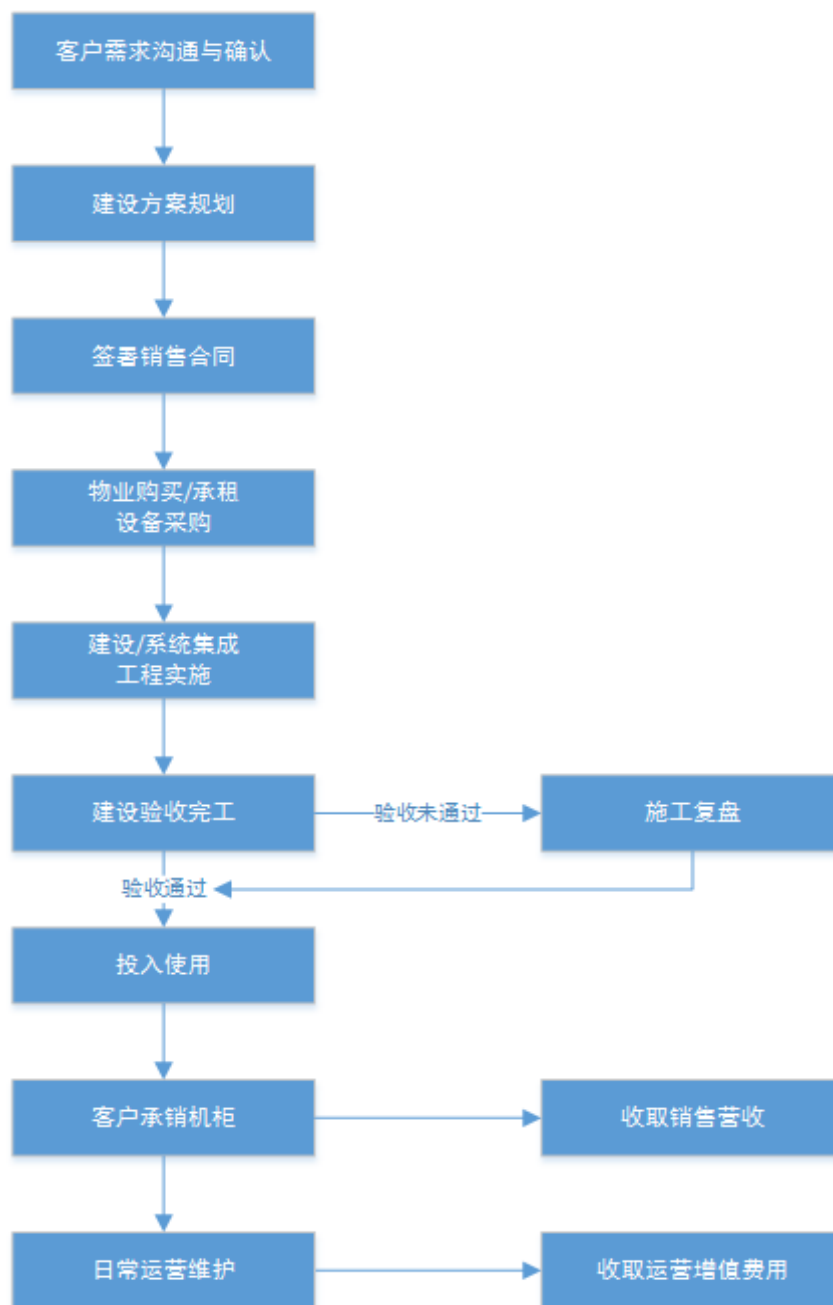 客户需求沟通与确认
建设方案规划
签署销售合同
物业购买/承租
设备采购
建设/系统集成
工程实施
建设验收完工
验收未通过
施工复盘
验收通过
投入使用
客户承销机柜
收取销售营收
日常运营维护
收取运营增值费用